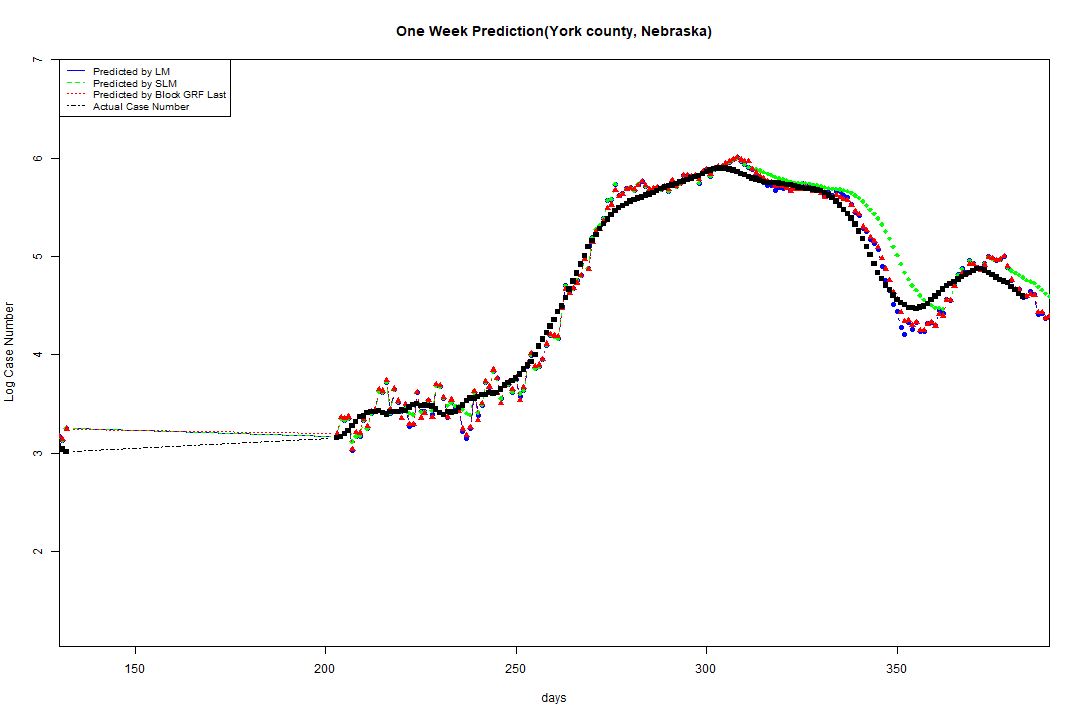 One Week Prediction(York county, Nebraska)
Predicted by LM
Predicted by SLM
Predicted by Block GRF Last
Actual Case Number
7
6
5
4
3
2
Log Case Number
150 200 250 300 350
days